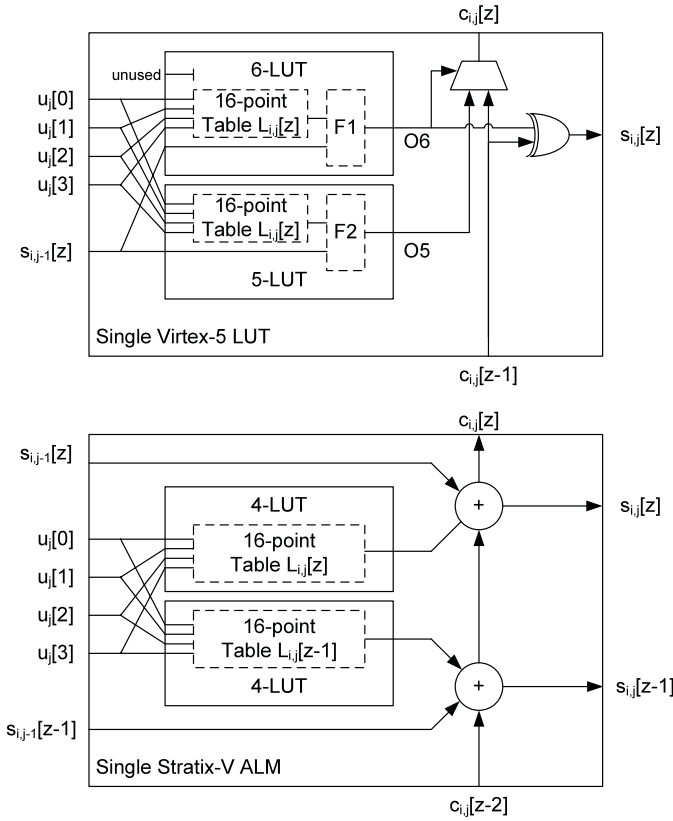 c_{i,j}[z]
6-LUT
unused
u_j[0]
16-point
Table L_{i,j}[z]
F1
u_j[1]
O6
s_{i,j}[z]
u_j[2]
u_j[3]
16-point
Table L_{i,j}[z]
F2
s_{i,j-1}[z]
O5
5-LUT
Single Virtex-5 LUT
c_{i,j}[z-1]
c_{i,j}[z]
s_{i,j-1}[z]
4-LUT
+
s_{i,j}[z]
u_j[0]
16-point
Table L_{i,j}[z]
u_j[1]
u_j[2]
16-point
Table L_{i,j}[z-1]
u_j[3]
4-LUT
+
s_{i,j}[z-1]
s_{i,j-1}[z-1]
Single Stratix-V ALM
c_{i,j}[z-2]